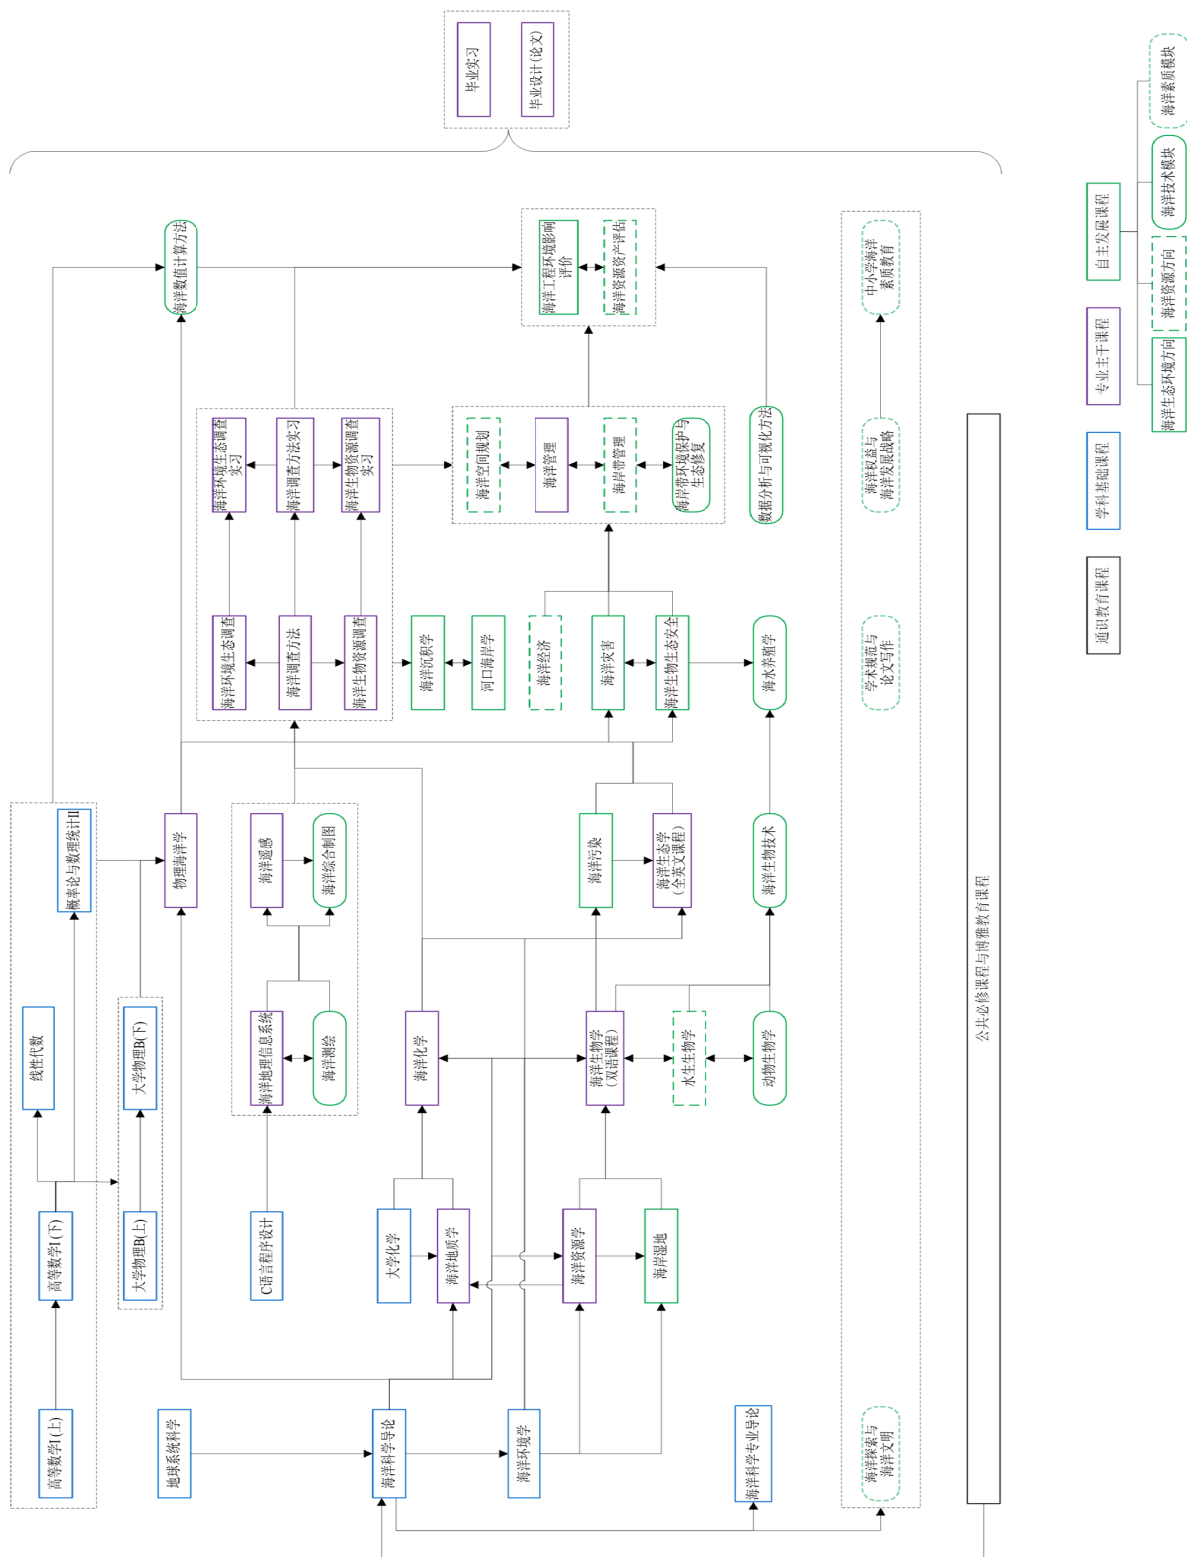 高等数学I(上)
高等数学I(下)
线性代数
概率论与数理统计II
大学物理B(上)
大学物理B(下)
地球系统科学
物理海洋学
海洋数值计算方法
C语言程序设计
海洋地理信息系统
海洋测绘
海洋遥感
海洋综合制图
海洋环境生态调查
海洋调查方法
海洋生物资源调查
海洋环境生态调查
实习
海洋调查方法实习
海洋生物资源调查
实习
海洋科学导论
大学化学
海洋地质学
海洋化学
海洋沉积学
河口海岸学
海洋环境学
海洋资源学
海岸湿地
海洋生物学
(双语课程)
水生生物学
动物生物学
海洋污染
海洋生态学
(全英文课程)
海洋生物技术
海洋经济
海洋灾害
海洋生物生态安全
海水养殖学
海洋空间规划
海洋管理
海岸带管理
海岸带环境保护与
生态修复
数据分析与可视化方法
海洋工程环境影响
评价
海洋资源资产评估
毕业实习
毕业设计(论文)
海洋科学专业导论
海洋探索与
海洋文明
学术规范与
论文写作
海洋权益与
海洋发展战略
中小学海洋
素质教育
公共必修课程与博雅教育课程
通识教育课程
学科基础课程
专业主干课程
自主发展课程
海洋生态环境方向
海洋资源方向
海洋技术模块
海洋素质模块